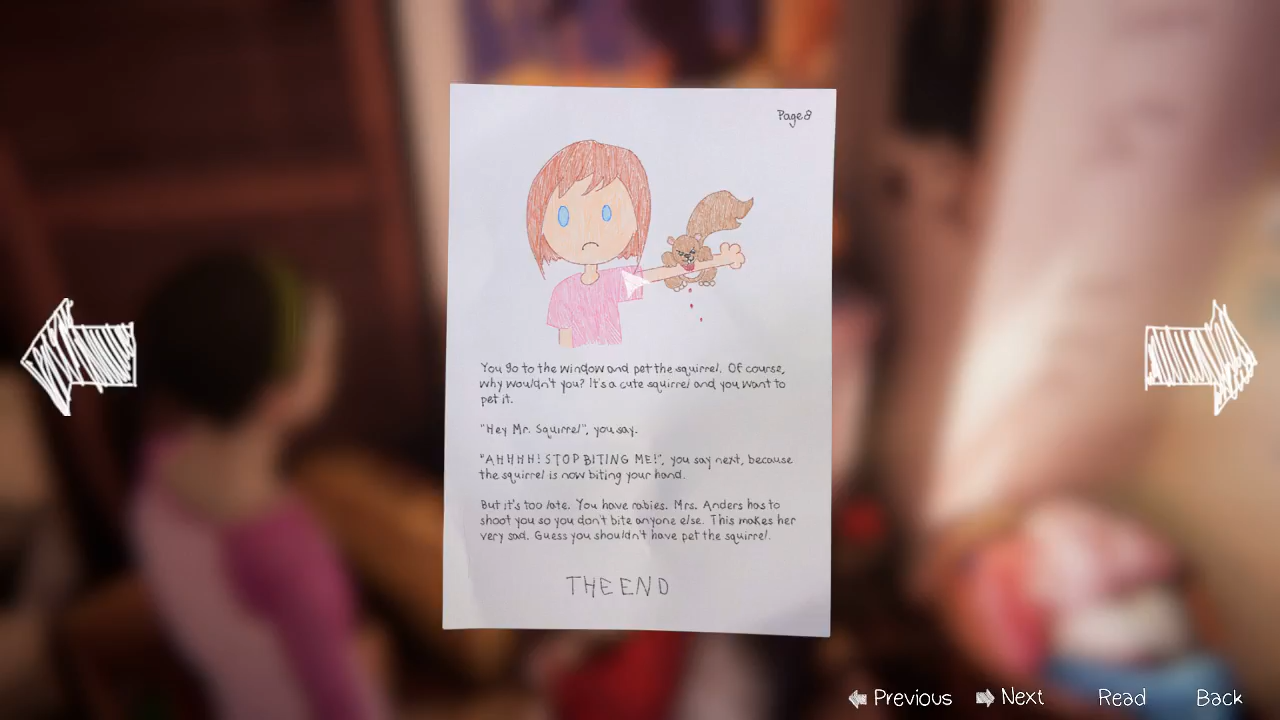 Page 8
You go to the window and pet the squirrel. Of course,
why wouldn't you? It's a cute squirrel and you want to
pet it.
"Hey Mr. Squirrel", you say.
"AHHHH! STOP BITING ME!", you say next, because
the squirrel is now biting your hand.
But it's too late. You have rabies. Mrs. Anders has to
shoot you so you don't bite anyone else. This makes her
very sad. Guess you shouldn't have pet the squirrel.
THE END
Previous Next Read Back